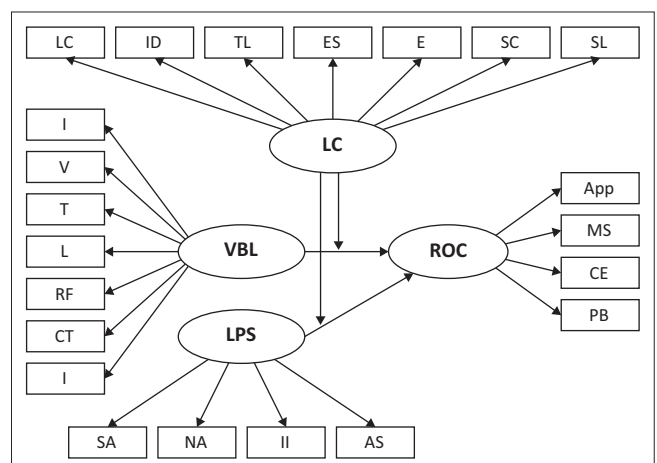 LC ID TL ES E SC SL
LC
I
V
T
L
RF
CT
I
VBL
ROC
App
MS
CE
PB
LPS
SA NA II AS